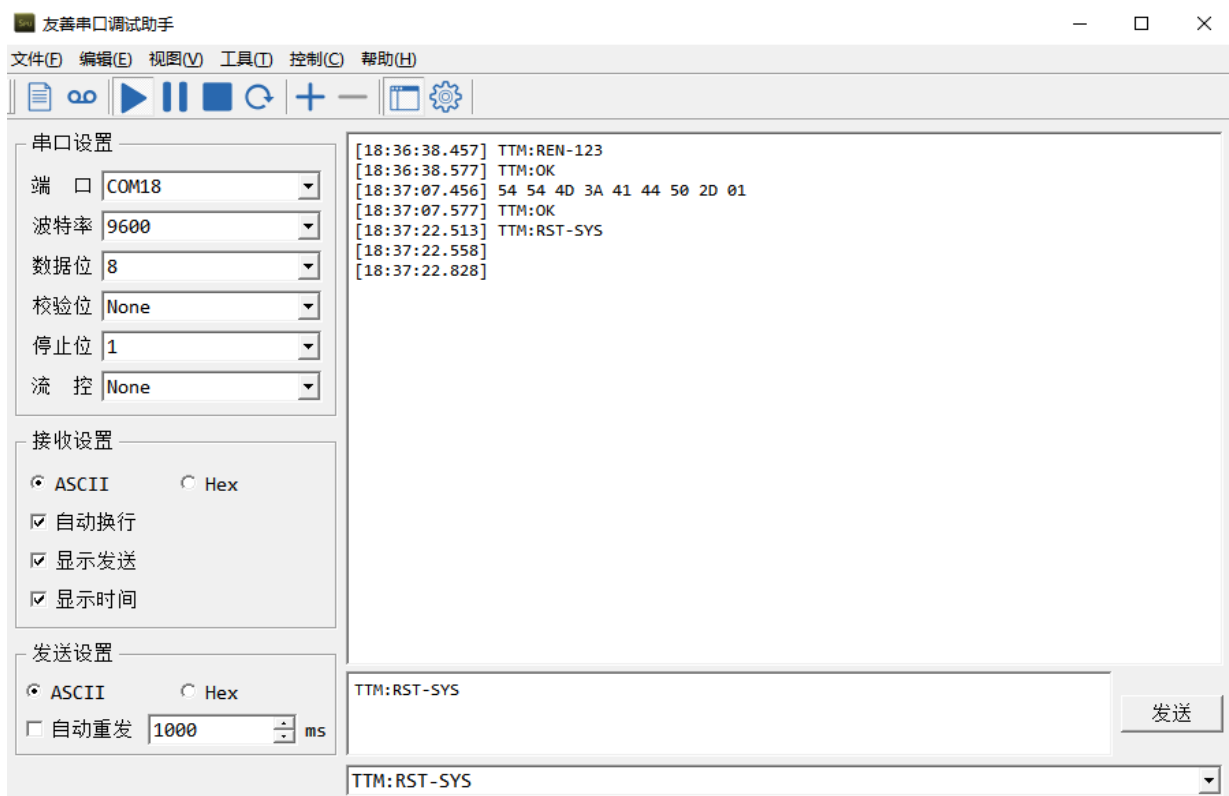 友善串口调试助手
文件(F) 编辑(E) 视图(V) 工具(T) 控制(C) 帮助(H)
串口设置
端 口 COM18
波特率 9600
数据位 8
校验位 None
停止位 1
流 控 None
接收设置
ASCII Hex
自动换行
显示发送
显示时间
发送设置
ASCII Hex
自动重发 1000 ms
[18:36:38.457] TTM:REN-123
[18:36:38.577] TTM:OK
[18:37:07.456] 54 54 4D 3A 41 44 50 2D 01
[18:37:07.577] TTM:OK
[18:37:22.513] TTM:RST-SYS
[18:37:22.558]
[18:37:22.828]
TTM:RST-SYS
发送
TTM:RST-SYS